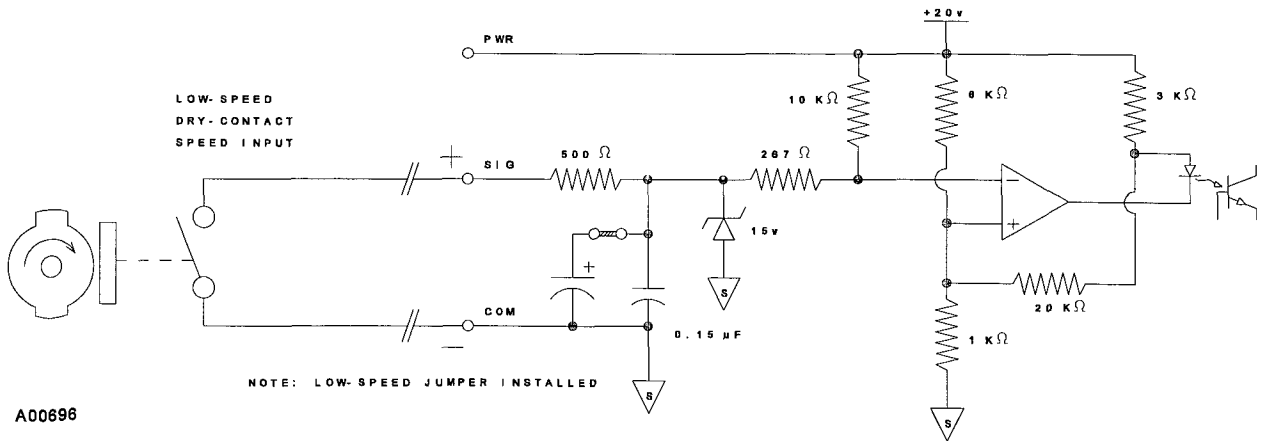 +20v
PWR
LOW-SPEED
DRY-CONTACT
SPEED INPUT
10 KΩ
6 KΩ
3 KΩ
+
SIG
500 Ω
267 Ω
−
+
15v
+
S
20 KΩ
COM
−
0.15 µF
1 KΩ
NOTE: LOW-SPEED JUMPER INSTALLED
S
S
A00696